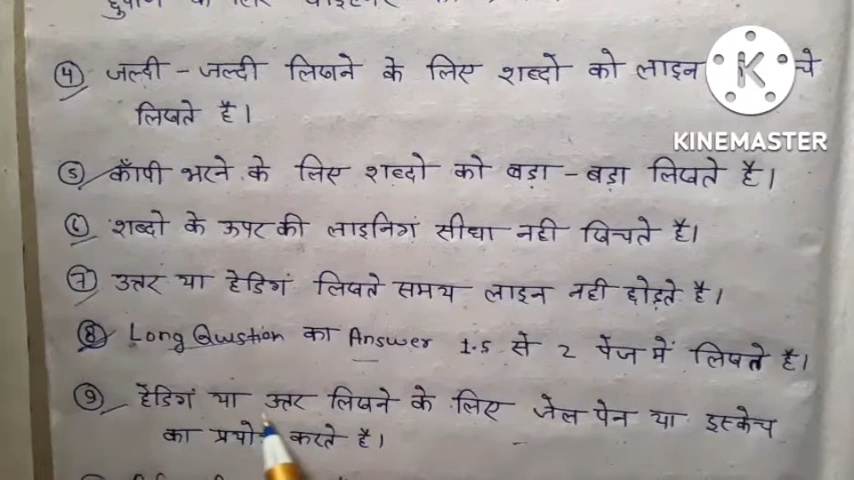 के लिए
④ जल्दी - जल्दी लिखने के लिए शब्दो को लाइन
लिखते है।
⑤ कॉंपी भरने के लिए शब्दो को बड़ा - बड़ा लिखते है।
⑥ शब्दो के ऊपर की लाइनिगं सीधा नही खिचते है।
⑦ उत्तर या हेडिगं लिखते समय लाइन नही छोड़ते है।
⑧ Long Qwstion का Answer 1.5 से 2 पेज में लिखते है।
⑨ हेडिगं या उत्तर लिखने के लिए जेल पेन या इस्केच
का करते है।
K
KINEMASTER